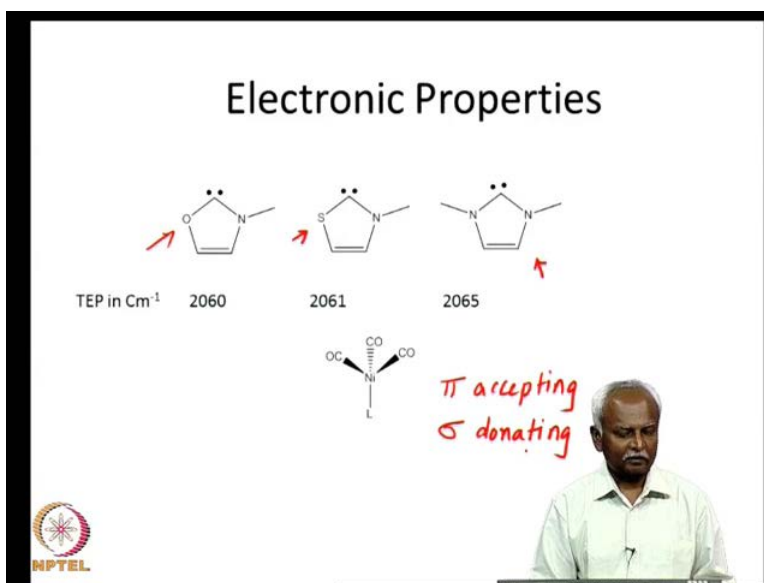 Electronic Properties
O N S N N N
TEP in Cm-1 2060 2061 2065
CO
OC CO
Ni
L
π accepting
σ donating
NPTEL